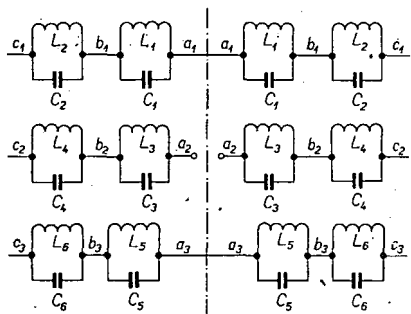 c₁ L₂ b₁ L₁ a₁ a₁ L₁ b₁ L₂ c₁
C₂ C₁ C₁ C₂
c₂ L₄ b₂ L₃ a₂ a₂ L₃ b₂ L₄ c₂
C₄ C₃ C₃ C₄
c₃ L₆ b₃ L₅ a₃ a₃ L₅ b₃ L₆ c₃
C₆ C₅ C₅ C₆